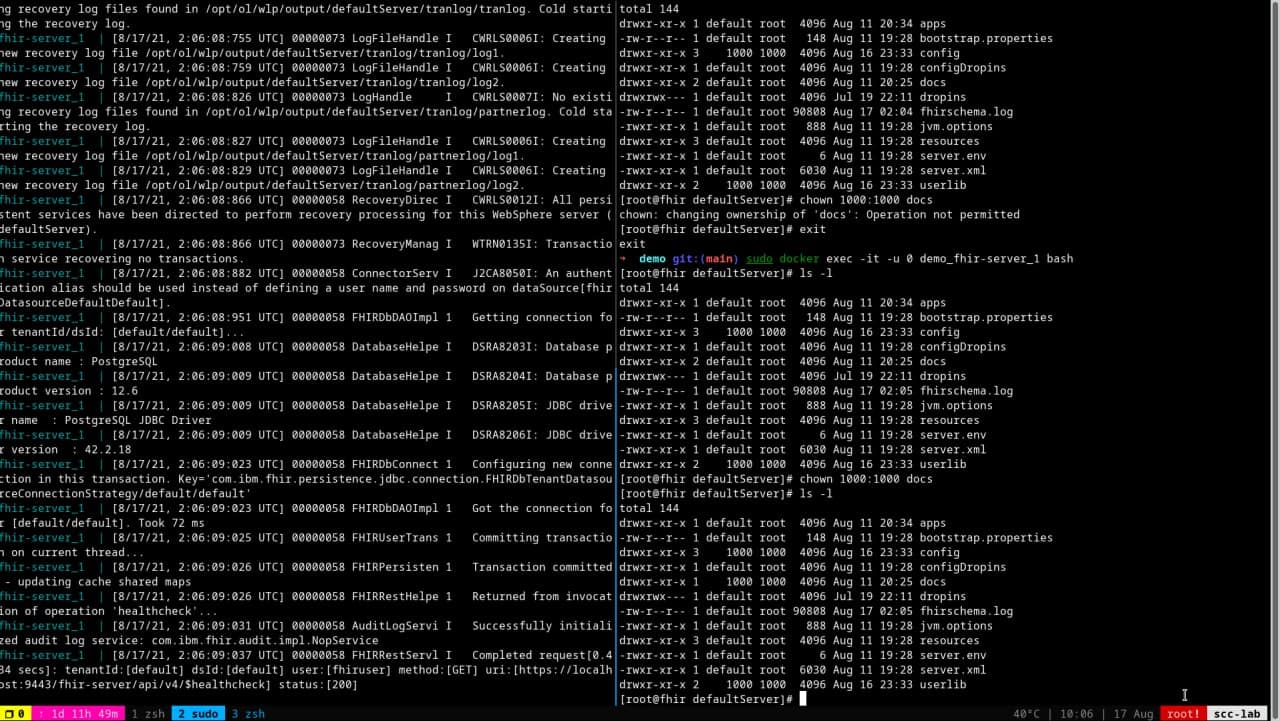 ng recovery log files found in /opt/ol/wlp/output/defaultServer/tranlog/tranlog. Cold starti
ng the recovery log.
fhir-server_1  | [8/17/21, 2:06:08:755 UTC] 00000073 LogFileHandle I   CWRLS0006I: Creating
new recovery log file /opt/ol/wlp/output/defaultServer/tranlog/tranlog/log1.
fhir-server_1  | [8/17/21, 2:06:08:759 UTC] 00000073 LogFileHandle I   CWRLS0006I: Creating
new recovery log file /opt/ol/wlp/output/defaultServer/tranlog/tranlog/log2.
fhir-server_1  | [8/17/21, 2:06:08:826 UTC] 00000073 LogHandle     I   CWRLS0007I: No existi
ng recovery log files found in /opt/ol/wlp/output/defaultServer/tranlog/partnerlog. Cold sta
rting the recovery log.
fhir-server_1  | [8/17/21, 2:06:08:827 UTC] 00000073 LogFileHandle I   CWRLS0006I: Creating
new recovery log file /opt/ol/wlp/output/defaultServer/tranlog/partnerlog/log1.
fhir-server_1  | [8/17/21, 2:06:08:829 UTC] 00000073 LogFileHandle I   CWRLS0006I: Creating
new recovery log file /opt/ol/wlp/output/defaultServer/tranlog/partnerlog/log2.
fhir-server_1  | [8/17/21, 2:06:08:866 UTC] 00000058 RecoveryDirec I   CWRLS0012I: All persi
stent services have been directed to perform recovery processing for this WebSphere server (
defaultServer).
fhir-server_1  | [8/17/21, 2:06:08:866 UTC] 00000073 RecoveryManag I   WTRN0135I: Transactio
n service recovering no transactions.
fhir-server_1  | [8/17/21, 2:06:08:882 UTC] 00000058 ConnectorServ I   J2CA8050I: An authent
ication alias should be used instead of defining a user name and password on dataSource[fhir
DatasourceDefaultDefault].
fhir-server_1  | [8/17/21, 2:06:08:951 UTC] 00000058 FHIRDbDAOImpl 1   Getting connection fo
r tenantId/dsId: [default/default]...
fhir-server_1  | [8/17/21, 2:06:09:008 UTC] 00000058 DatabaseHelpe I   DSRA8203I: Database p
roduct name : PostgreSQL
fhir-server_1  | [8/17/21, 2:06:09:009 UTC] 00000058 DatabaseHelpe I   DSRA8204I: Database p
roduct version : 12.6
fhir-server_1  | [8/17/21, 2:06:09:009 UTC] 00000058 DatabaseHelpe I   DSRA8205I: JDBC drive
r name  : PostgreSQL JDBC Driver
fhir-server_1  | [8/17/21, 2:06:09:009 UTC] 00000058 DatabaseHelpe I   DSRA8206I: JDBC drive
r version  : 42.2.18
fhir-server_1  | [8/17/21, 2:06:09:023 UTC] 00000058 FHIRDbConnect 1   Configuring new conne
ction in this transaction. Key='com.ibm.fhir.persistence.jdbc.connection.FHIRDbTenantDatasou
rceConnectionStrategy/default/default'
fhir-server_1  | [8/17/21, 2:06:09:023 UTC] 00000058 FHIRDbDAOImpl 1   Got the connection fo
r [default/default]. Took 72 ms
fhir-server_1  | [8/17/21, 2:06:09:025 UTC] 00000058 FHIRUserTrans 1   Committing transactio
n on current thread...
fhir-server_1  | [8/17/21, 2:06:09:026 UTC] 00000058 FHIRPersisten 1   Transaction committed
 - updating cache shared maps
fhir-server_1  | [8/17/21, 2:06:09:026 UTC] 00000058 FHIRRestHelpe 1   Returned from invocat
ion of operation 'healthcheck'...
fhir-server_1  | [8/17/21, 2:06:09:031 UTC] 00000058 AuditLogServi I   Successfully initiali
zed audit log service: com.ibm.fhir.audit.impl.NopService
fhir-server_1  | [8/17/21, 2:06:09:037 UTC] 00000058 FHIRRestServl I   Completed request[0.4
34 secs]: tenantId:[default] dsId:[default] user:[fhiruser] method:[GET] uri:[https://localh
ost:9443/fhir-server/api/v4/$healthcheck] status:[200]
total 144
drwxr-xr-x 1 default root  4096 Aug 11 20:34 apps
-rw-r--r-- 1 default root   148 Aug 11 19:28 bootstrap.properties
drwxr-xr-x 3    1000 1000  4096 Aug 16 23:33 config
drwxr-xr-x 1 default root  4096 Aug 11 19:28 configDropins
drwxr-xr-x 2 default root  4096 Aug 11 20:25 docs
drwxrwx--- 1 default root  4096 Jul 19 22:11 dropins
-rw-r--r-- 1 default root 90808 Aug 17 02:04 fhirschema.log
-rwxr-xr-x 1 default root   888 Aug 11 19:28 jvm.options
drwxr-xr-x 3 default root  4096 Aug 11 19:28 resources
-rwxr-xr-x 1 default root     6 Aug 11 19:28 server.env
-rwxr-xr-x 1 default root  6030 Aug 11 19:28 server.xml
drwxr-xr-x 2    1000 1000  4096 Aug 16 23:33 userlib
[root@fhir defaultServer]# chown 1000:1000 docs
chown: changing ownership of 'docs': Operation not permitted
[root@fhir defaultServer]# exit
exit
➜  demo git:(main) sudo docker exec -it -u 0 demo_fhir-server_1 bash
[root@fhir defaultServer]# ls -l
total 144
drwxr-xr-x 1 default root  4096 Aug 11 20:34 apps
-rw-r--r-- 1 default root   148 Aug 11 19:28 bootstrap.properties
drwxr-xr-x 3    1000 1000  4096 Aug 16 23:33 config
drwxr-xr-x 1 default root  4096 Aug 11 19:28 configDropins
drwxr-xr-x 2 default root  4096 Aug 11 20:25 docs
drwxrwx--- 1 default root  4096 Jul 19 22:11 dropins
-rw-r--r-- 1 default root 90808 Aug 17 02:05 fhirschema.log
-rwxr-xr-x 1 default root   888 Aug 11 19:28 jvm.options
drwxr-xr-x 3 default root  4096 Aug 11 19:28 resources
-rwxr-xr-x 1 default root     6 Aug 11 19:28 server.env
-rwxr-xr-x 1 default root  6030 Aug 11 19:28 server.xml
drwxr-xr-x 2    1000 1000  4096 Aug 16 23:33 userlib
[root@fhir defaultServer]# chown 1000:1000 docs
[root@fhir defaultServer]# ls -l
total 144
drwxr-xr-x 1 default root  4096 Aug 11 20:34 apps
-rw-r--r-- 1 default root   148 Aug 11 19:28 bootstrap.properties
drwxr-xr-x 3    1000 1000  4096 Aug 16 23:33 config
drwxr-xr-x 1 default root  4096 Aug 11 19:28 configDropins
drwxr-xr-x 1    1000 1000  4096 Aug 11 20:25 docs
drwxrwx--- 1 default root  4096 Jul 19 22:11 dropins
-rw-r--r-- 1 default root 90808 Aug 17 02:05 fhirschema.log
-rwxr-xr-x 1 default root   888 Aug 11 19:28 jvm.options
drwxr-xr-x 3 default root  4096 Aug 11 19:28 resources
-rwxr-xr-x 1 default root     6 Aug 11 19:28 server.env
-rwxr-xr-x 1 default root  6030 Aug 11 19:28 server.xml
drwxr-xr-x 2    1000 1000  4096 Aug 16 23:33 userlib
[root@fhir defaultServer]#
0 ↑ 1d 11h 49m 1 zsh 2 sudo 3 zsh 40°C | 10:06 | 17 Aug root! scc-lab